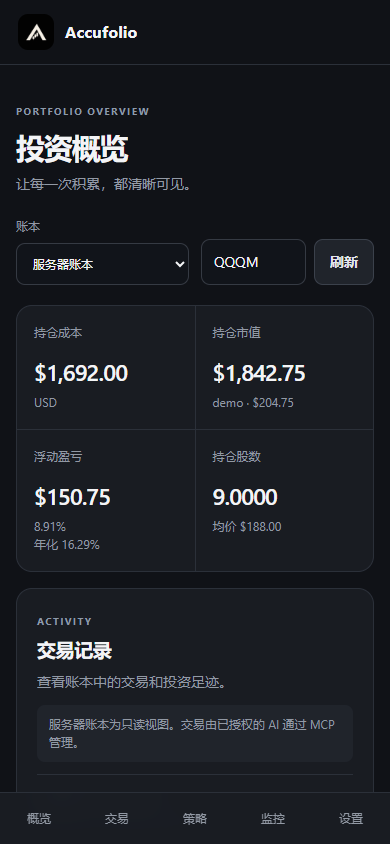 Accufolio
PORTFOLIO OVERVIEW
投资概览
让每一次积累，都清晰可见。
账本
服务器账本
QQQM
刷新
持仓成本
$1,692.00
USD
持仓市值
$1,842.75
demo · $204.75
浮动盈亏
$150.75
8.91%
年化 16.29%
持仓股数
9.0000
均价 $188.00
ACTIVITY
交易记录
查看账本中的交易和投资足迹。
服务器账本为只读视图。交易由已授权的 AI 通过 MCP
管理。
概览
交易
策略
监控
设置